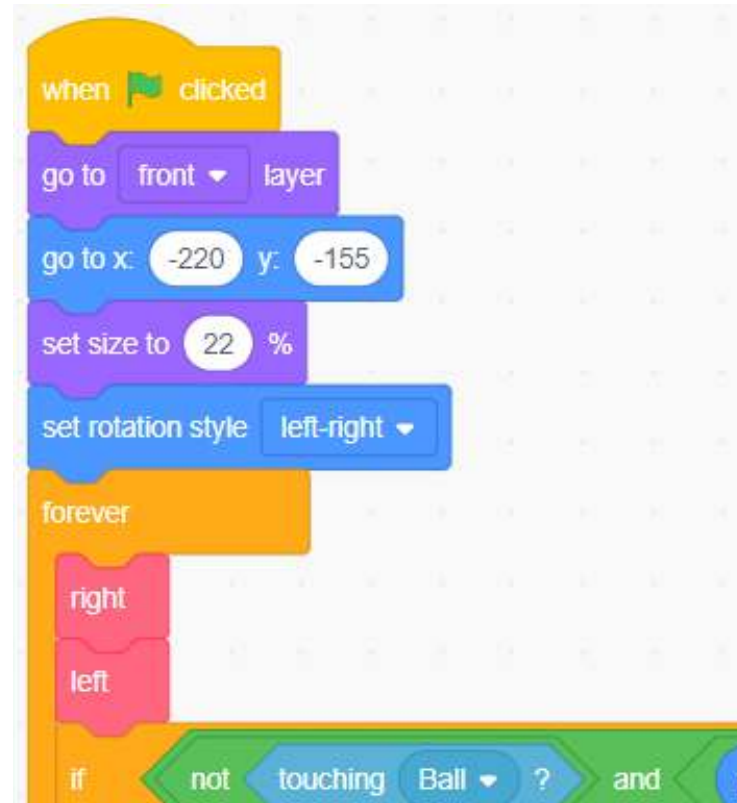 when clicked
go to front layer
go to x: -220 y: -155
set size to 22 %
set rotation style left-right
forever
right
left
if not touching Ball ? and